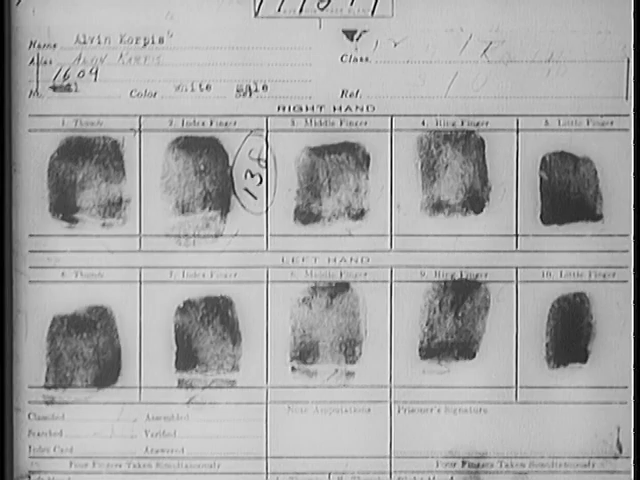 Name Alvin Korpis
Alias Alvin Karpis Class.
1609
No. Color white male Ref.
RIGHT HAND
1. Thumb 2. Index Finger 3. Middle Finger 4. Ring Finger 5. Little Finger
138
LEFT HAND
6. Thumb 7. Index Finger 8. Middle Finger 9. Ring Finger 10. Little Finger
Classified Assembled Note Amputations Prisoner's Signature
Searched Verified
Index Card Answered
Four Fingers Taken Simultaneously Four Fingers Taken Simultaneously